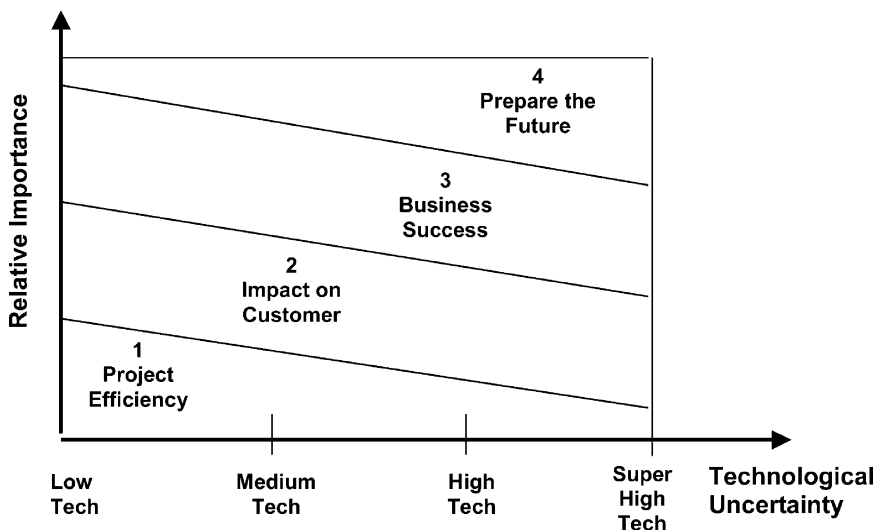 Relative Importance
4
Prepare the
Future
3
Business
Success
2
Impact on
Customer
1
Project
Efficiency
Low
Tech
Medium
Tech
High
Tech
Super
High
Tech
Technological
Uncertainty